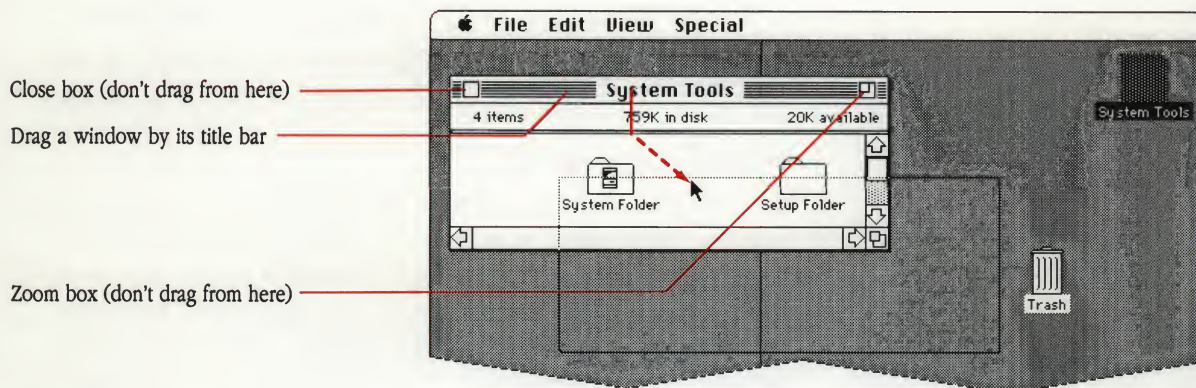 File Edit View Special
Close box (don't drag from here)
Drag a window by its title bar
System Tools
4 items 759K in disk 20K available
System Tools
System Folder Setup Folder
Zoom box (don't drag from here)
Trash